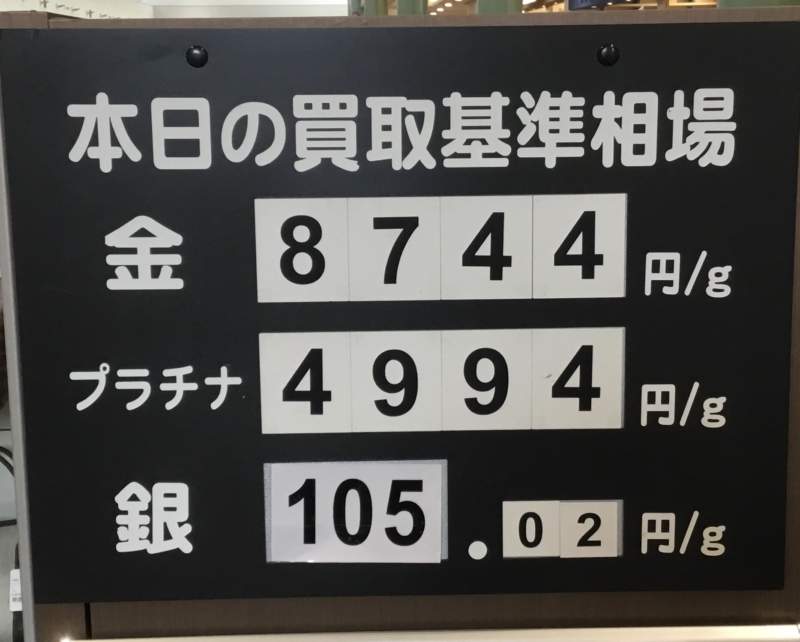 本日の買取基準相場
金 8744 円/g
プラチナ 4994 円/g
銀 105.02 円/g